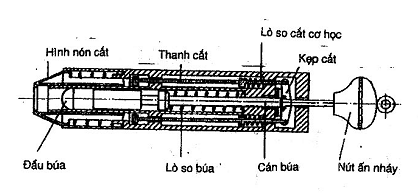 Lò so cắt cơ học
Hình nón cắt
Thanh cắt
Kẹp cắt
Đầu búa
Lò so búa
Cán búa
Nút ấn nháy